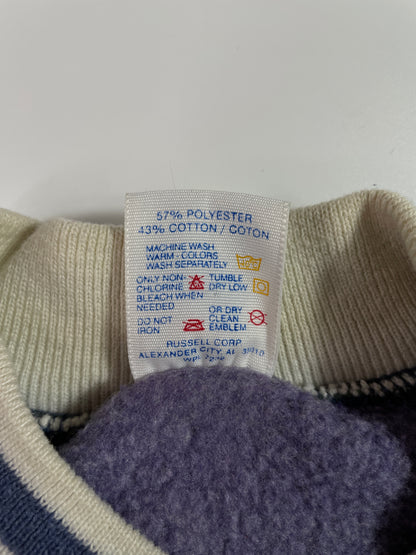 57% POLYESTER
43% COTTON / COTON
MACHINE WASH
WARM - COLORS
WASH SEPARATELY
ONLY NON-
CHLORINE
BLEACH WHEN
NEEDED
TUMBLE
DRY LOW
DO NOT
IRON
OR DRY
CLEAN
EMBLEM
RUSSELL CORP
ALEXANDER CITY, AL
WPL